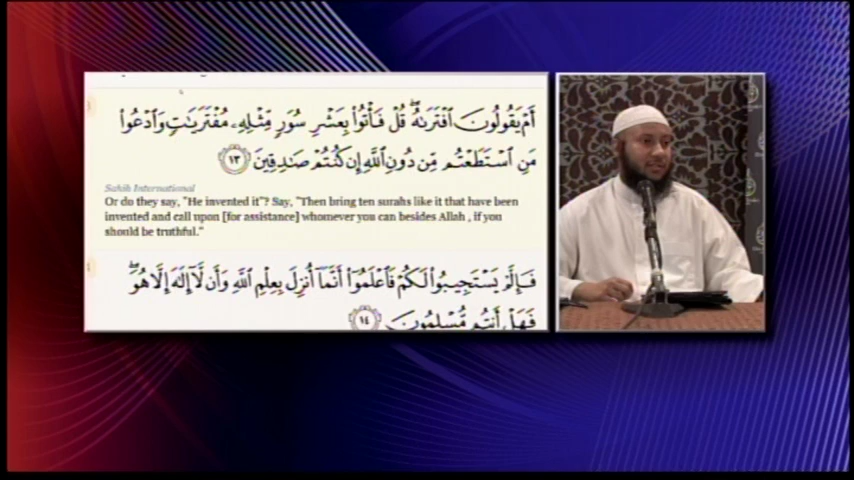 أَمْ يَقُولُونَ ٱفْتَرَىٰهُ ۖ قُلْ فَأْتُوا۟ بِعَشْرِ سُوَرٍ مِّثْلِهِۦ مُفْتَرَيَـٰتٍ وَٱدْعُوا۟
مَنِ ٱسْتَطَعْتُم مِّن دُونِ ٱللَّهِ إِن كُنتُمْ صَـٰدِقِينَ ١٣
Sahih International
Or do they say, "He invented it"? Say, "Then bring ten surahs like it that have been
invented and call upon [for assistance] whomever you can besides Allah , if you
should be truthful."
فَإِلَّمْ يَسْتَجِيبُوا۟ لَكُمْ فَٱعْلَمُوٓا۟ أَنَّمَآ أُنزِلَ بِعِلْمِ ٱللَّهِ وَأَن لَّآ إِلَـٰهَ إِلَّا هُوَ ۖ
فَهَلْ أَنتُم مُّسْلِمُونَ ١٤